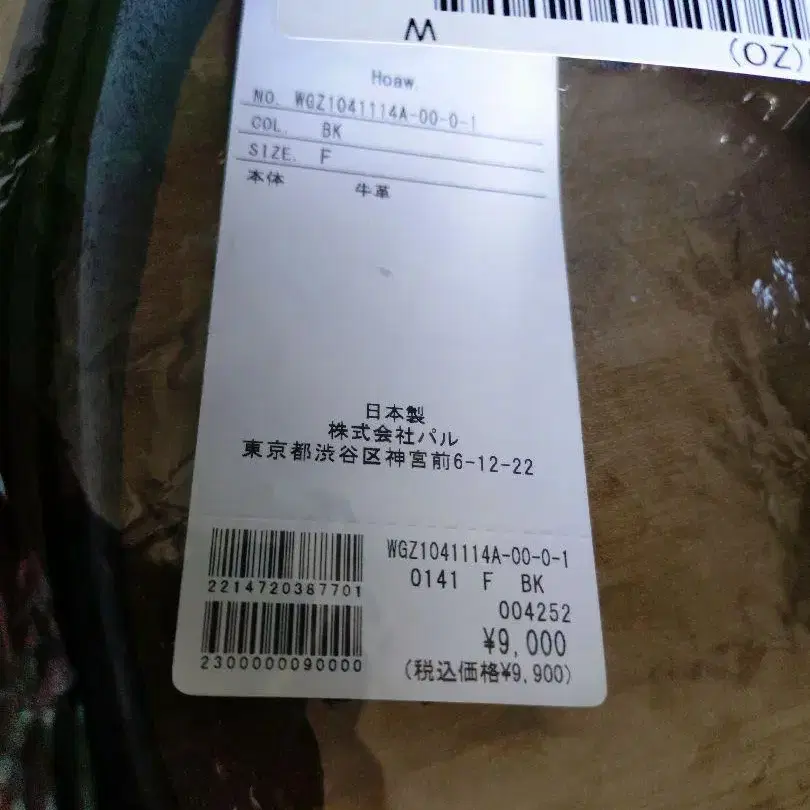 W
(OZ)
Hoaw
NO. WGZ1041114A-00-0-1
COL. BK
SIZE. F
本体 牛革
日本製
株式会社パル
東京都渋谷区神宮前6-12-22
WGZ1041114A-00-0-1
2214720387701
0141 F BK
004252
2300000090000
¥9,000
(税込価格¥9,900)